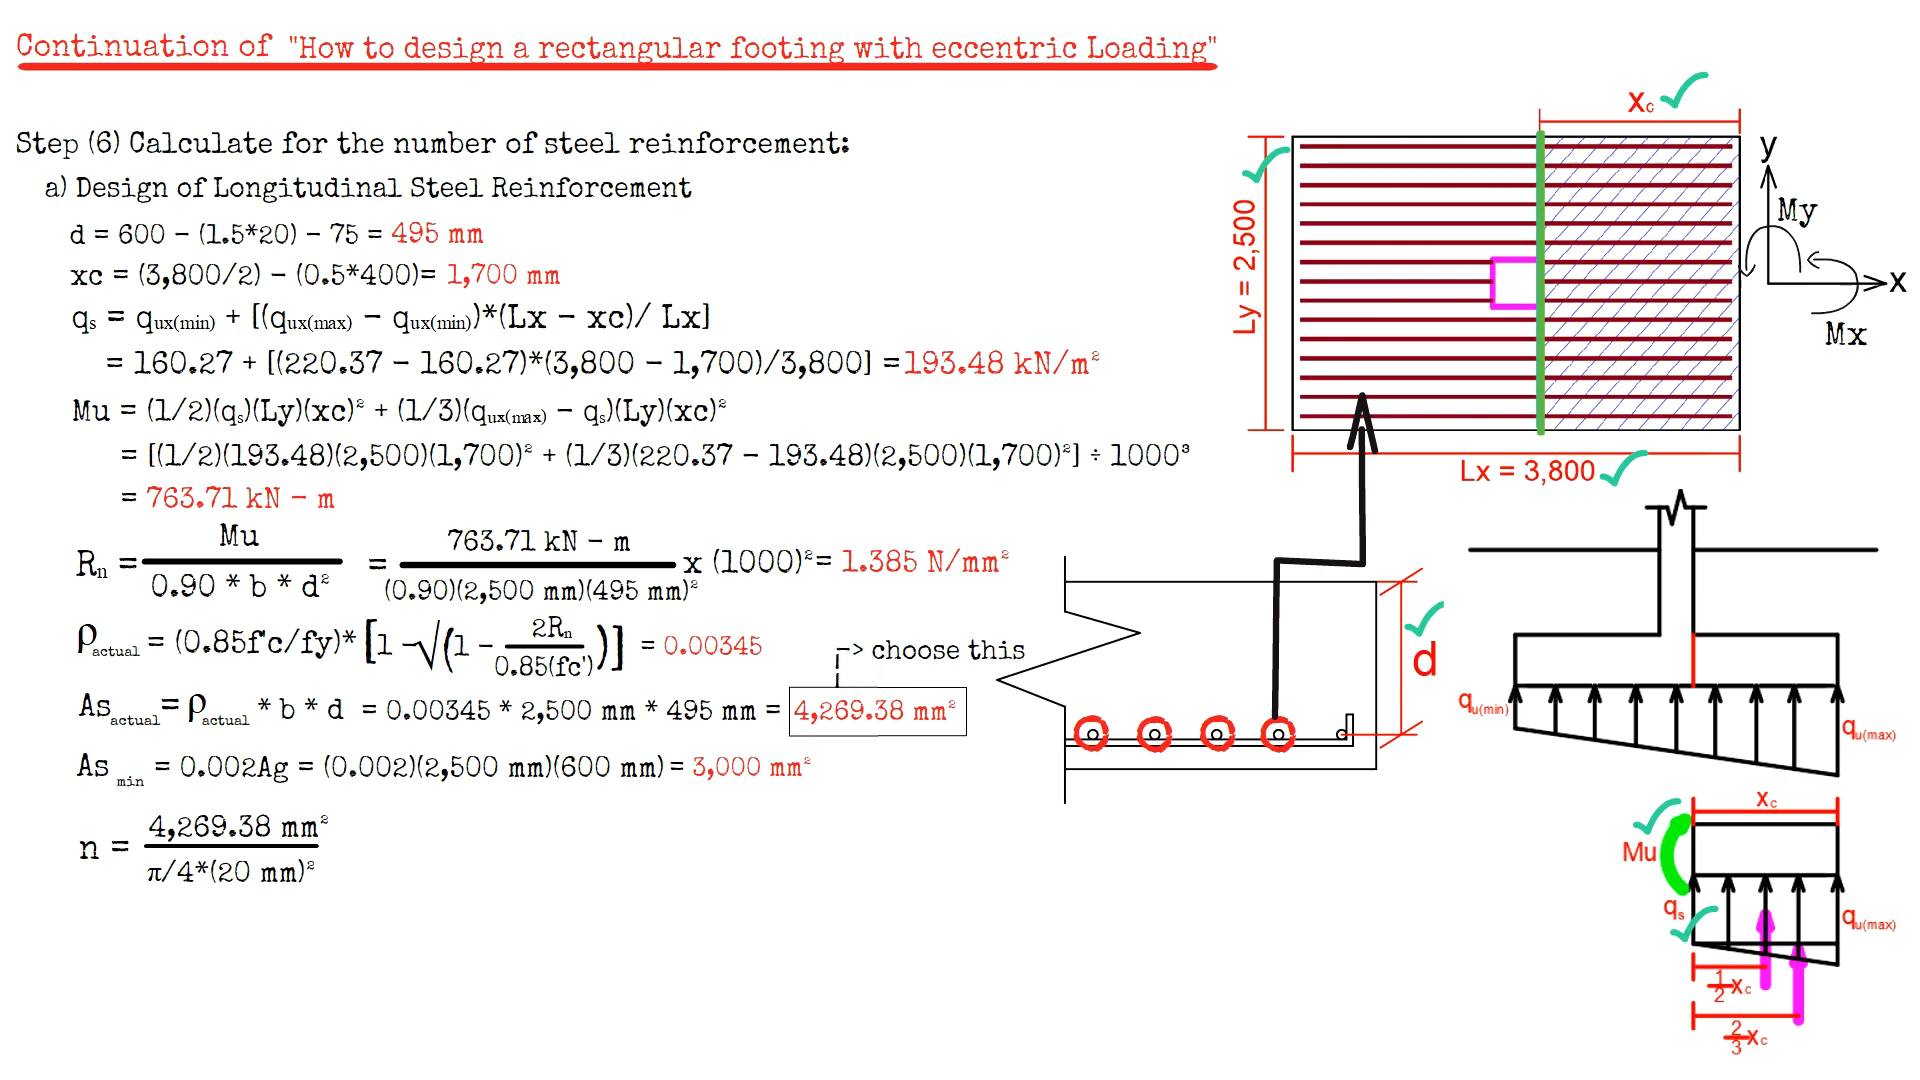 Continuation of "How to design a rectangular footing with eccentric Loading"
Step (6) Calculate for the number of steel reinforcement:
a) Design of Longitudinal Steel Reinforcement
d = 600 - (1.5*20) - 75 = 495 mm
xc = (3,800/2) - (0.5*400)= 1,700 mm
qs = qux(min) + [(qux(max) - qux(min))*(Lx - xc)/ Lx]
= 160.27 + [(220.37 - 160.27)*(3,800 - 1,700)/3,800] =193.48 kN/m²
Mu = (1/2)(qs)(Ly)(xc)² + (1/3)(qux(max) - qs)(Ly)(xc)²
= [(1/2)(193.48)(2,500)(1,700)² + (1/3)(220.37 - 193.48)(2,500)(1,700)²] ÷ 1000³
= 763.71 kN - m
Rn = Mu / 0.90 * b * d² = 763.71 kN - m / (0.90)(2,500 mm)(495 mm)² x (1000)²= 1.385 N/mm²
ρactual = (0.85f'c/fy)* [1 -√(1 - 2Rn / 0.85(fc'))] = 0.00345
-> choose this
Asactual= ρactual * b * d = 0.00345 * 2,500 mm * 495 mm = 4,269.38 mm²
As min = 0.002Ag = (0.002)(2,500 mm)(600 mm)= 3,000 mm²
n = 4,269.38 mm² / π/4*(20 mm)²
xc
Ly = 2,500
Lx = 3,800
y
My
x
Mx
d
qu(min)
qu(max)
xc
Mu
qs
qu(max)
1/2 xc
2/3 xc